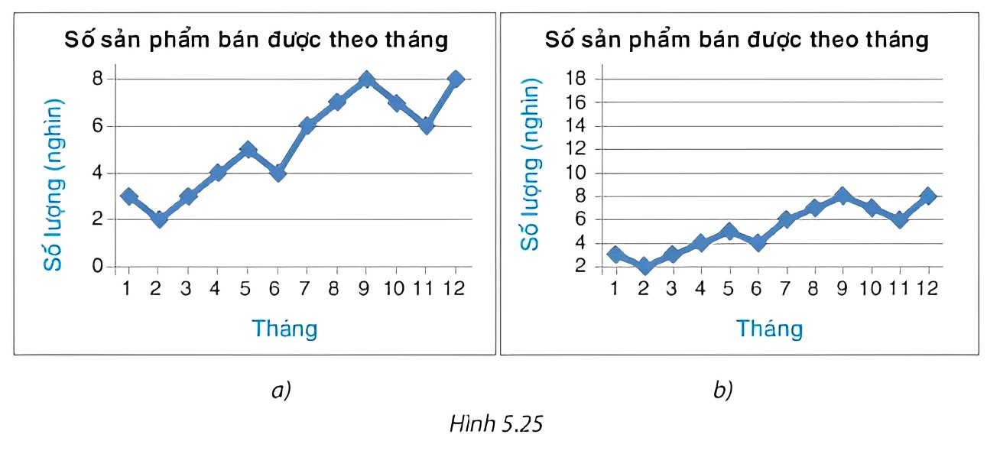 Số sản phẩm bán được theo tháng
Số lượng (nghìn)
8
6
4
2
0
1 2 3 4 5 6 7 8 9 10 11 12
Tháng
a)
Số sản phẩm bán được theo tháng
Số lượng (nghìn)
18
16
14
12
10
8
6
4
2
1 2 3 4 5 6 7 8 9 10 11 12
Tháng
b)
Hình 5.25